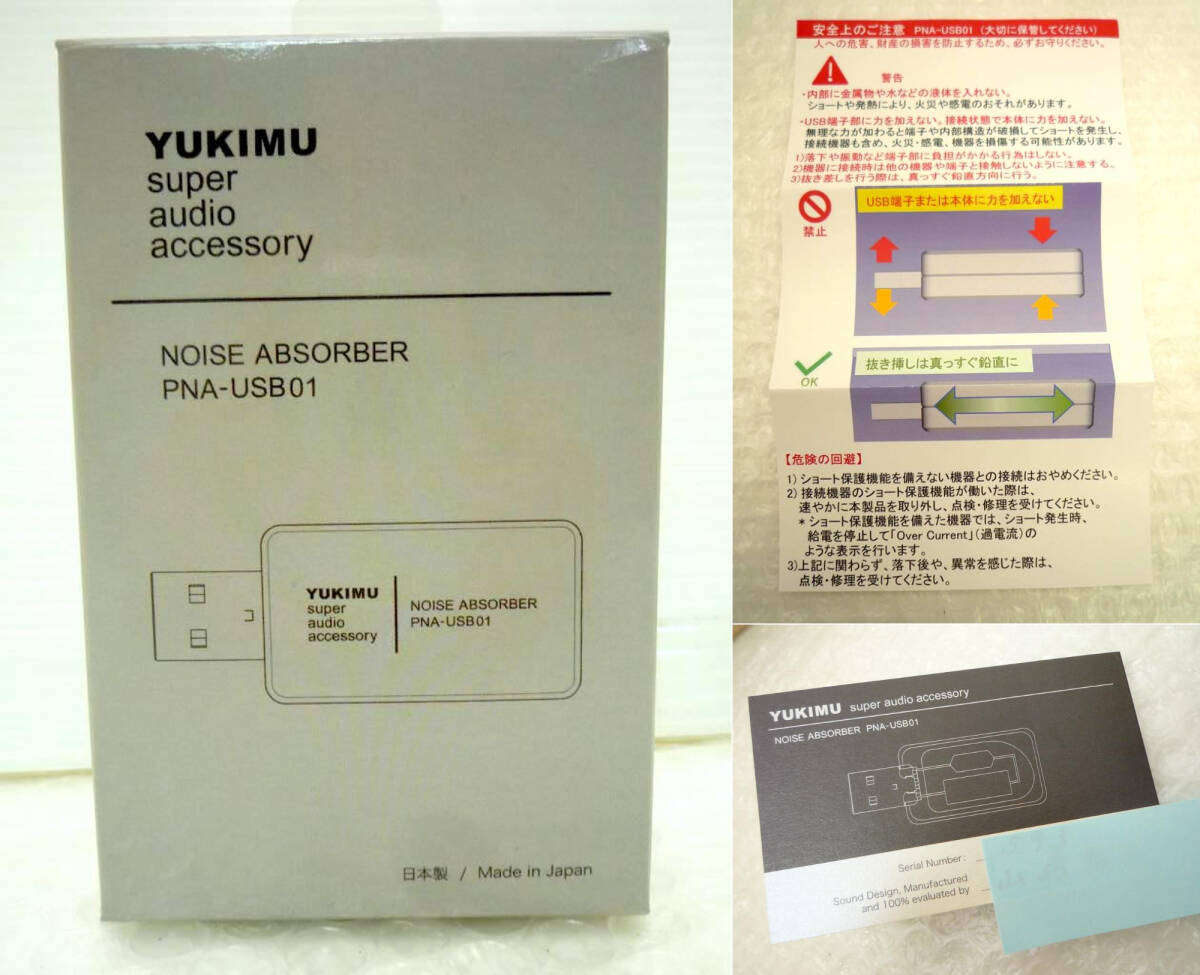 YUKIMU
super
audio
accessory
NOISE ABSORBER
PNA-USB01
YUKIMU
super
audio
accessory
NOISE ABSORBER
PNA-USB01
日本製 / Made in Japan
安全上のご注意 PNA-USB01 (大切に保管してください)
人への危害、財産の損害を防止するため、必ずお守りください。
警告
・内部に金属物や水などの液体を入れない。
ショートや発熱により、火災や感電のおそれがあります。
・USB端子部に力を加えない。接続状態で本体に力を加えない。
無理な力が加わると端子や内部構造が破損してショートを発生し、
接続機器も含め、火災・感電、機器を損傷する可能性があります。
1)落下や振動など端子部に負担がかかる行為はしない。
2)機器に接続時は他の機器や端子と接触しないように注意する。
3)抜き差しを行う際は、真っすぐ鉛直方向に行う。
禁止
USB端子または本体に力を加えない
OK
抜き挿しは真っすぐ鉛直に
【危険の回避】
1) ショート保護機能を備えない機器との接続はおやめください。
2) 接続機器のショート保護機能が働いた際は、
速やかに本製品を取り外し、点検・修理を受けてください。
* ショート保護機能を備えた機器では、ショート発生時、
給電を停止して「Over Current」(過電流)の
ような表示を行います。
3)上記に関わらず、落下後や、異常を感じた際は、
点検・修理を受けてください。
YUKIMU super audio accessory
NOISE ABSORBER PNA-USB01
Serial Number:
Sound Design, Manufactured
and 100% evaluated by